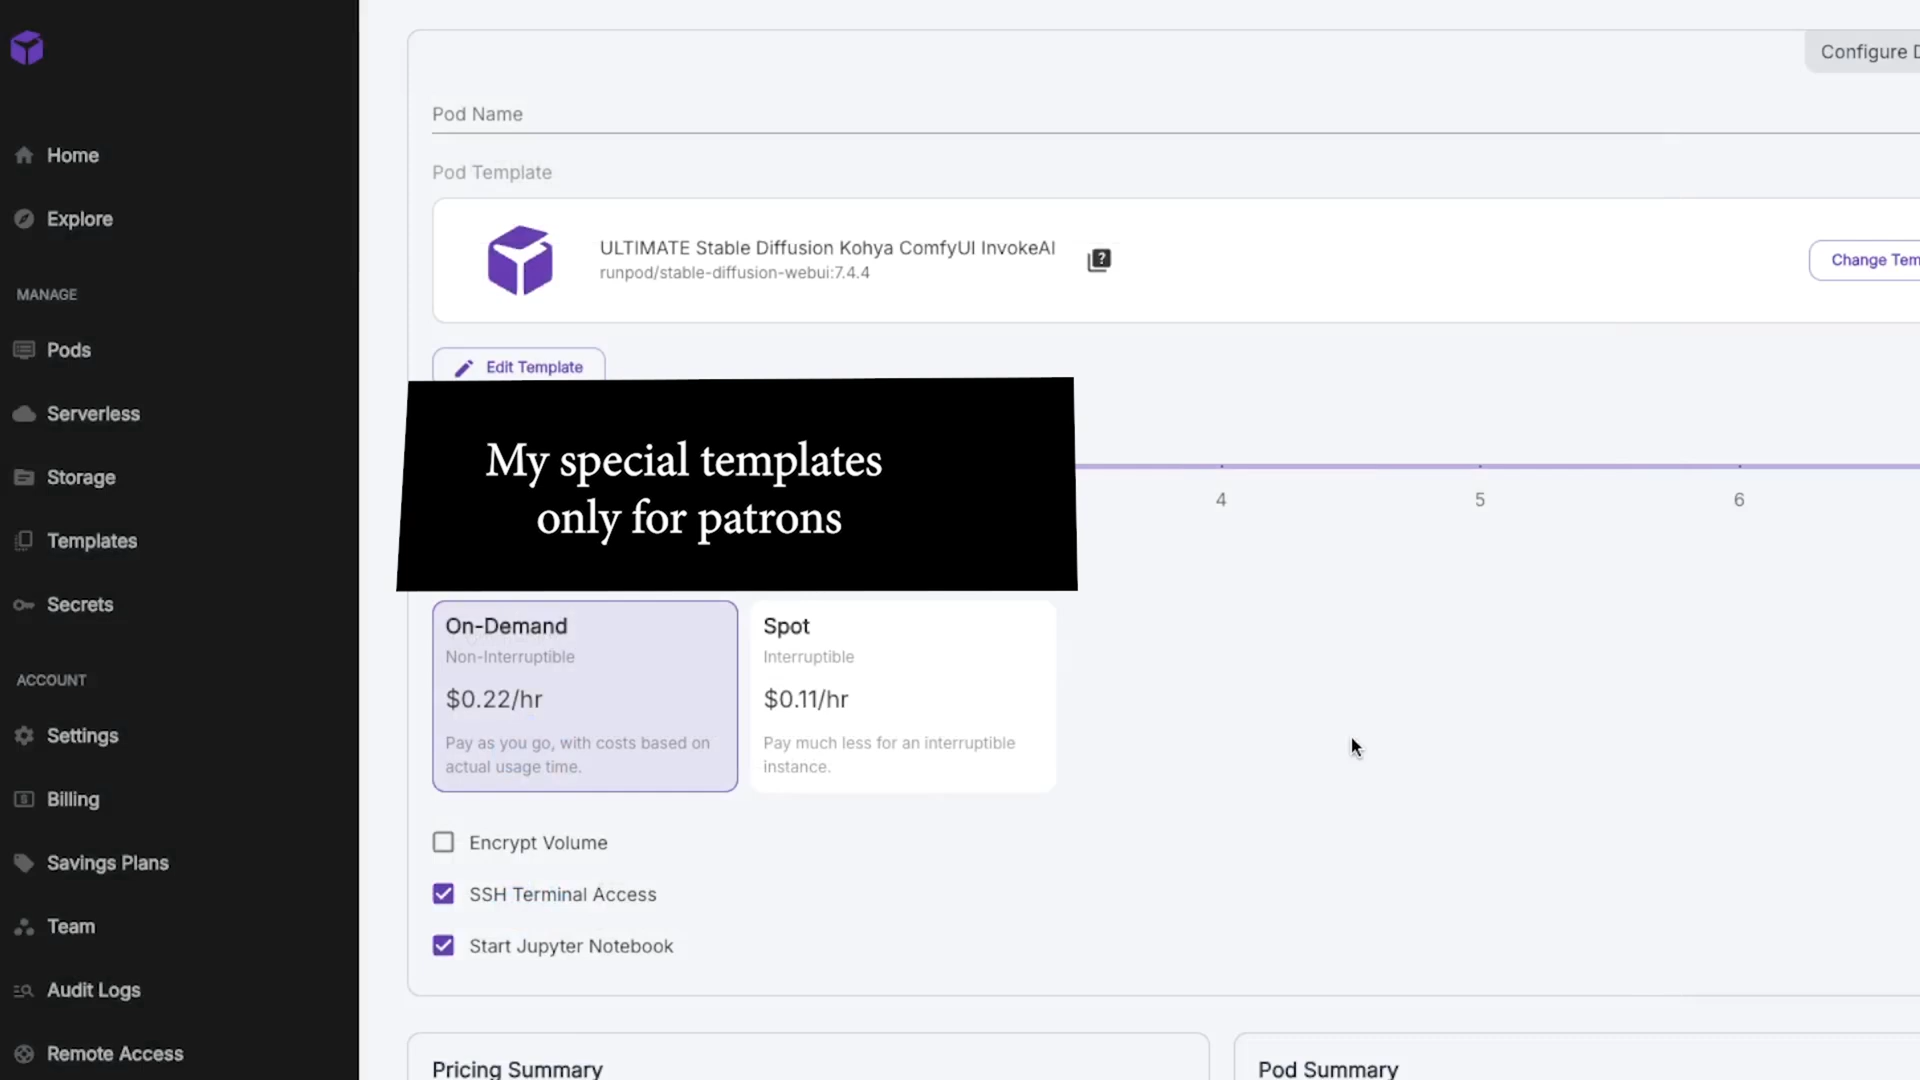 Configure D
Pod Name
Pod Template
ULTIMATE Stable Diffusion Kohya ComfyUI InvokeAI
runpod/stable-diffusion-webui:7.4.4
?
Change Tem
Edit Template
My special templates
only for patrons
4
5
6
On-Demand
Non-Interruptible
$0.22/hr
Pay as you go, with costs based on
actual usage time.
Spot
Interruptible
$0.11/hr
Pay much less for an interruptible
instance.
Encrypt Volume
SSH Terminal Access
Start Jupyter Notebook
Pricing Summary
Pod Summary
Home
Explore
MANAGE
Pods
Serverless
Storage
Templates
Secrets
ACCOUNT
Settings
Billing
Savings Plans
Team
Audit Logs
Remote Access